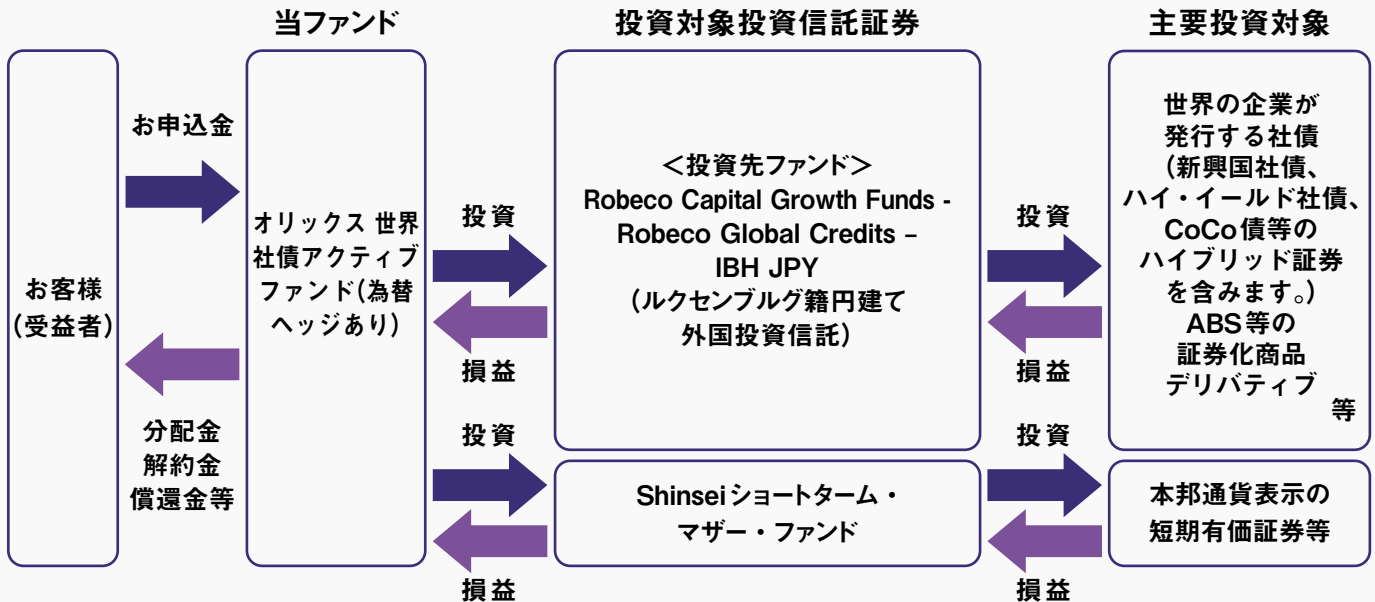 当ファンド
投資対象投資信託証券
主要投資対象
お客様
(受益者)
お申込金
分配金
解約金
償還金等
オリックス 世界
社債アクティブ
ファンド(為替
ヘッジあり)
投資
損益
投資
損益
＜投資先ファンド＞
Robeco Capital Growth Funds -
Robeco Global Credits –
IBH JPY
(ルクセンブルグ籍円建て
外国投資信託)
Shinseiショートターム・
マザー・ファンド
投資
損益
投資
損益
世界の企業が
発行する社債
(新興国社債、
ハイ・イールド社債、
CoCo債等の
ハイブリッド証券
を含みます。)
ABS等の
証券化商品
デリバティブ
等
本邦通貨表示の
短期有価証券等